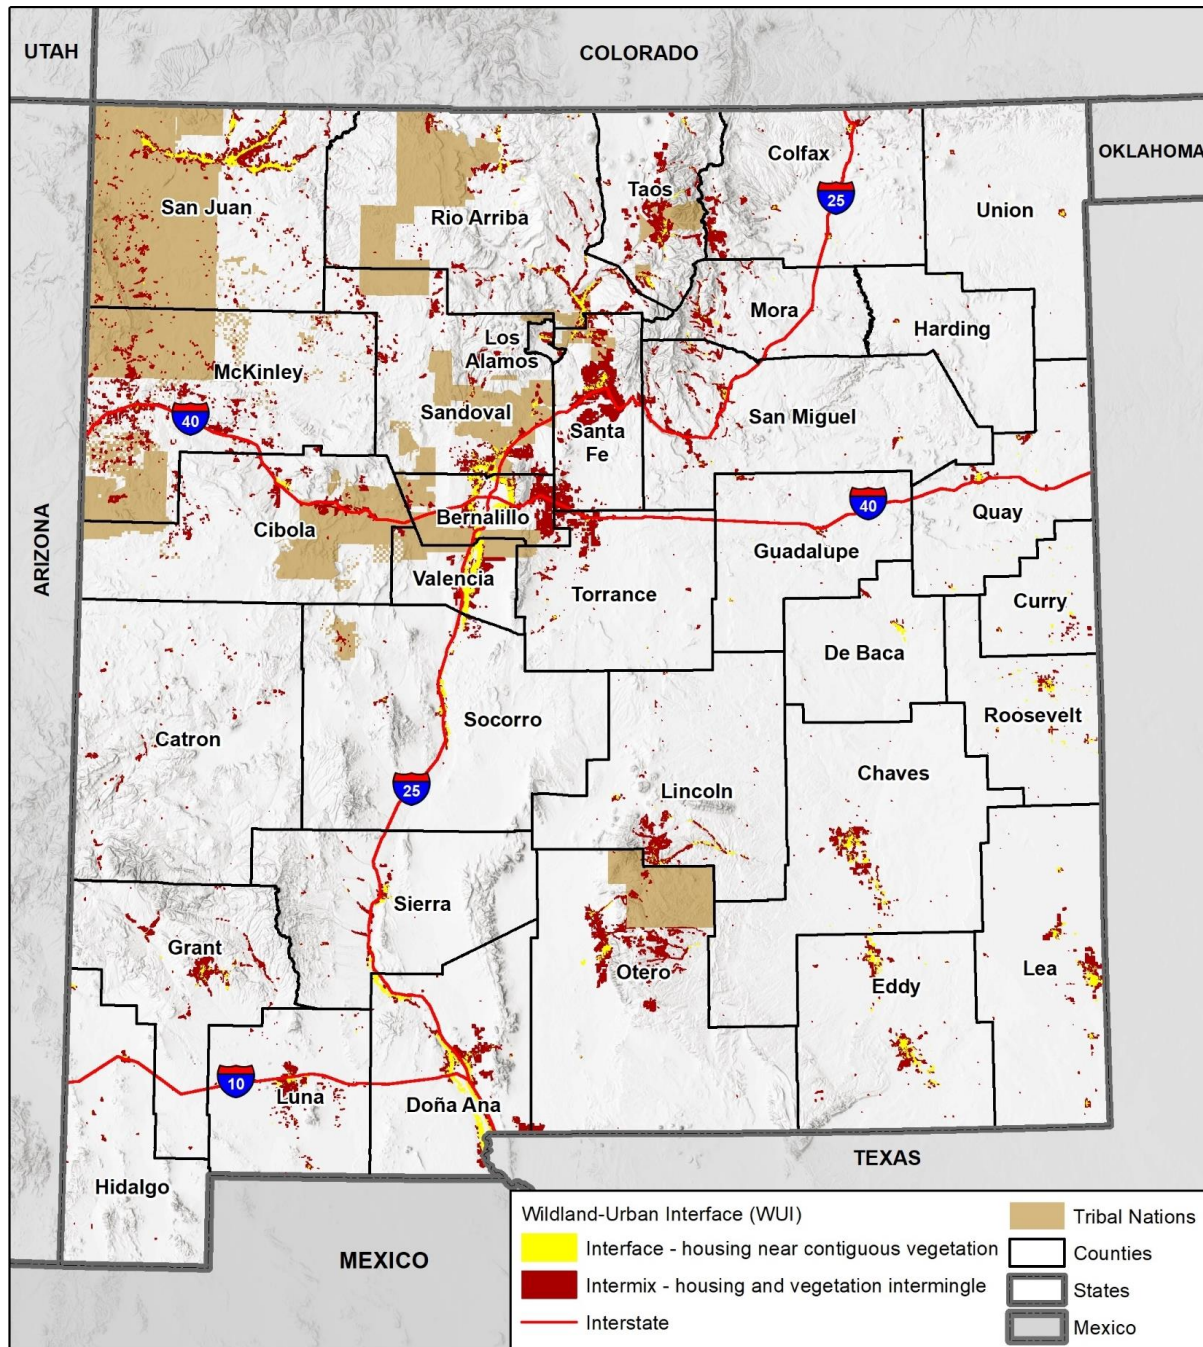 UTAH
COLORADO
OKLAHOMA
Colfax
Taos
25
San Juan
Rio Arriba
Union
Mora
Harding
Los
Alamos
McKinley
Sandoval
San Miguel
40
Santa
Fe
ARIZONA
40
Quay
Bernalillo
Cibola
Guadalupe
Valencia
Torrance
Curry
De Baca
Socorro
Roosevelt
Catron
Chaves
25
Lincoln
Sierra
Grant
Otero
Lea
Eddy
10
Luna
Doña Ana
TEXAS
Hidalgo
MEXICO
Wildland-Urban Interface (WUI)
Interface - housing near contiguous vegetation
Intermix - housing and vegetation intermingle
Interstate
Tribal Nations
Counties
States
Mexico